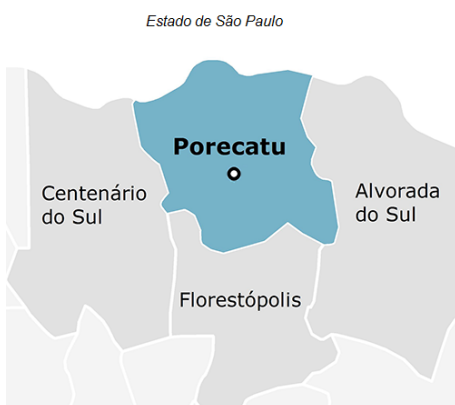 Estado de São Paulo
Porecatu
Centenário
do Sul
Alvorada
do Sul
Florestópolis